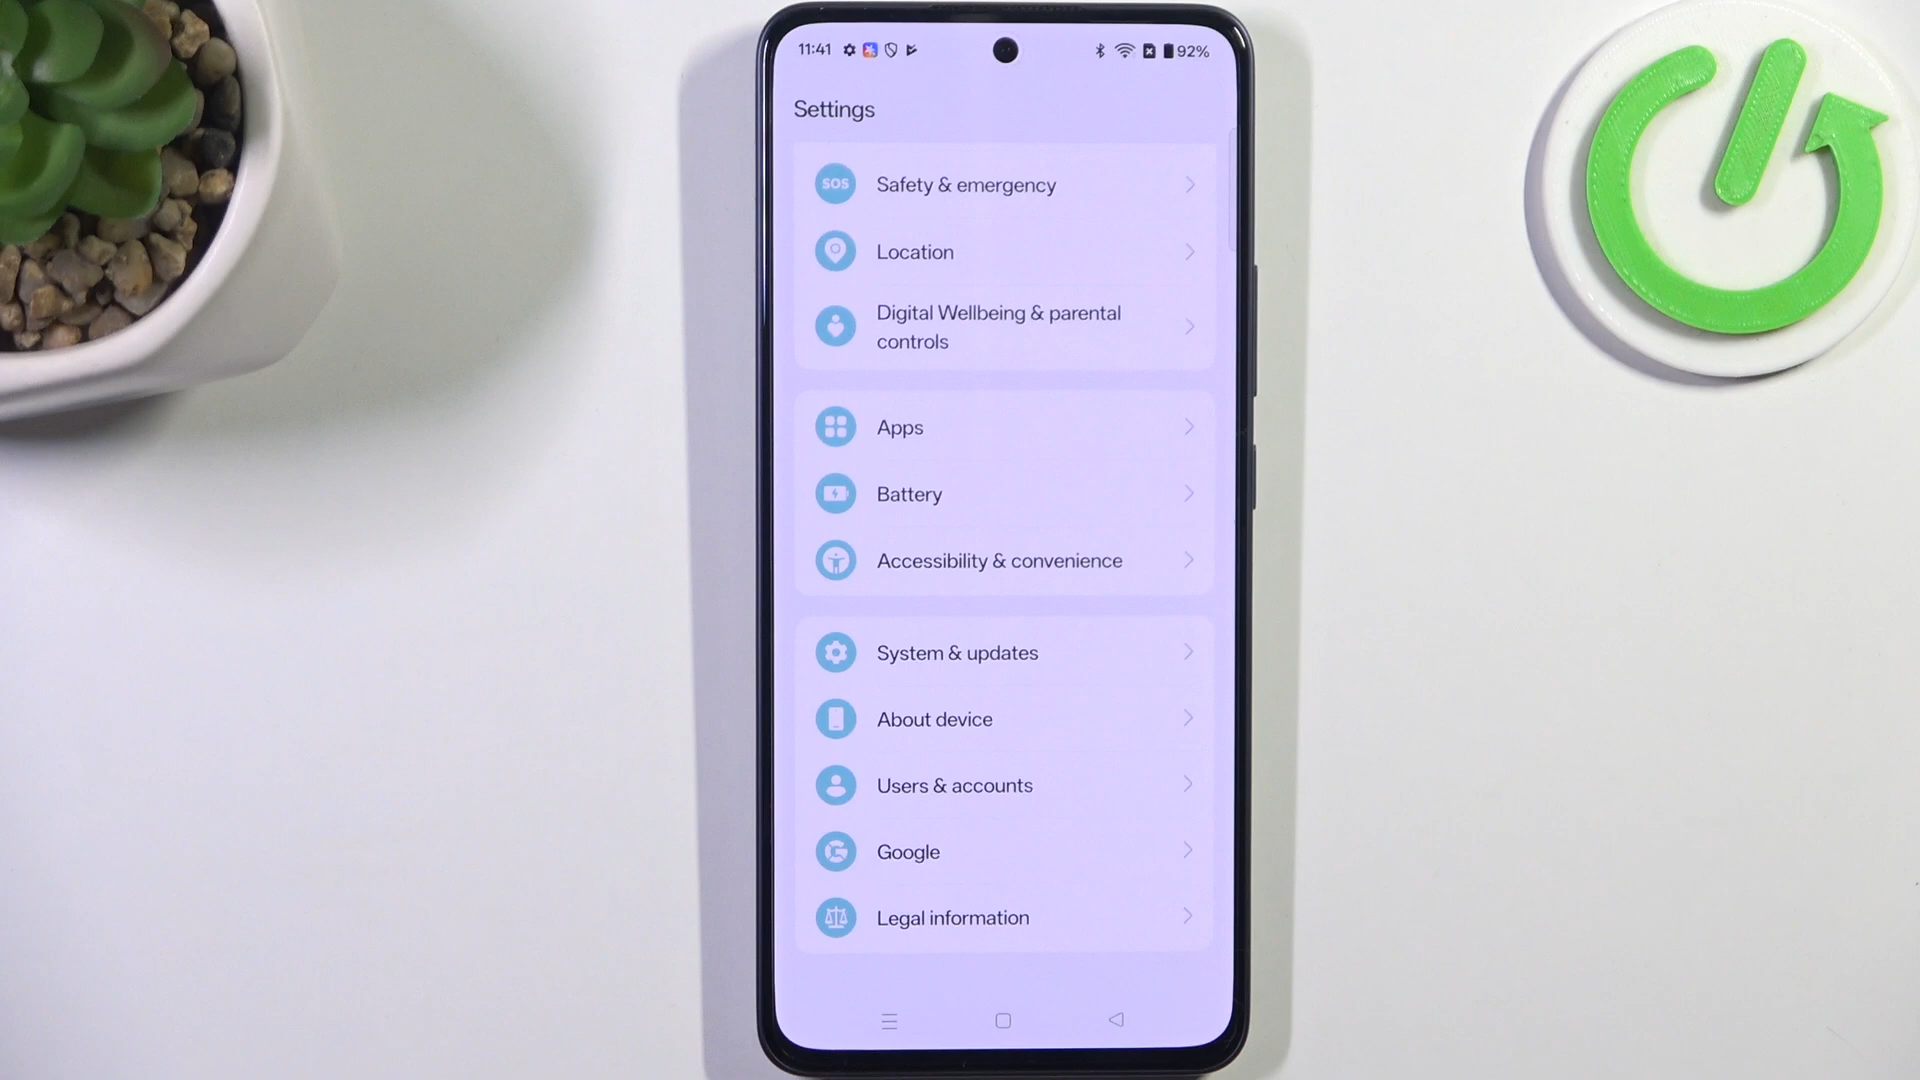 11:41
92%
Settings
SOS
Safety & emergency
Location
Digital Wellbeing & parental
controls
Apps
Battery
Accessibility & convenience
System & updates
About device
Users & accounts
Google
Legal information